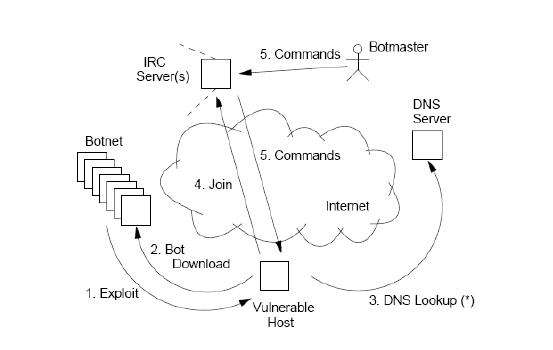 5. Commands
Botmaster
IRC
Server(s)
DNS
Server
Botnet
5. Commands
4. Join
Internet
2. Bot
Download
1. Exploit
3. DNS Lookup (*)
Vulnerable
Host